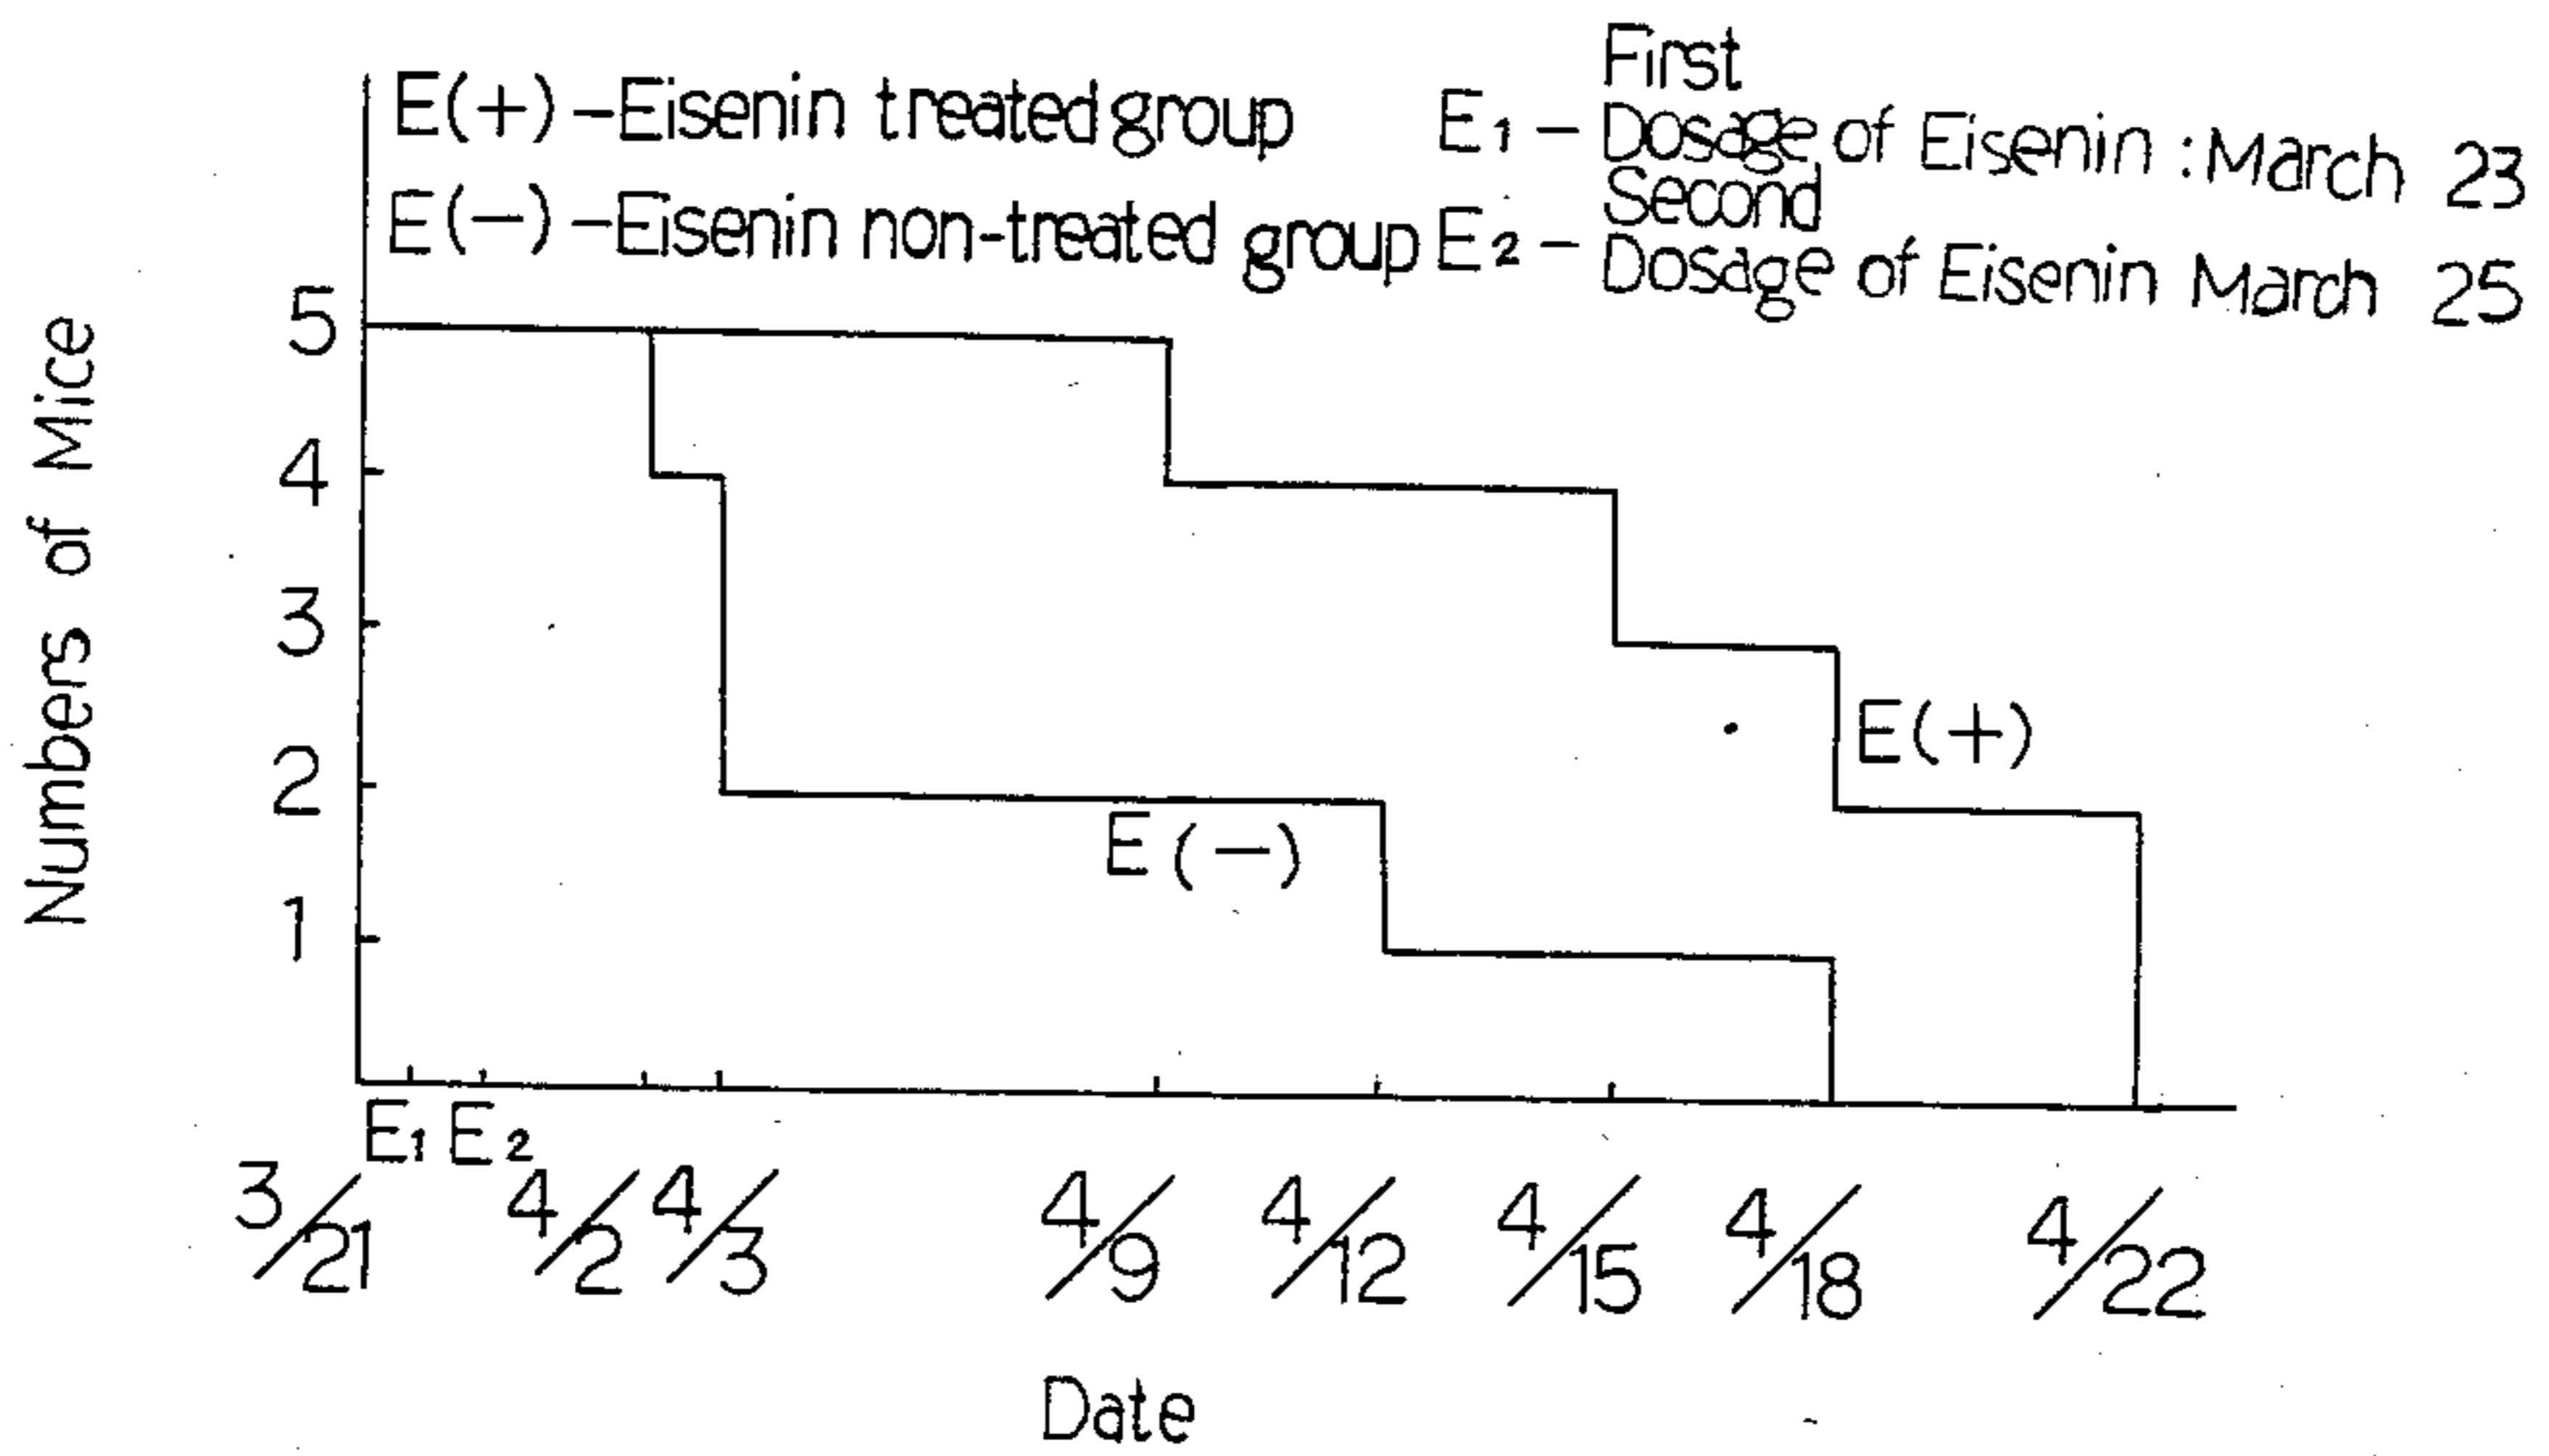 E(+) – Eisenin treated group
E(–) – Eisenin non-treated group
First
E1 – Dosage of Eisenin : March 23
Second
E2 – Dosage of Eisenin March 25
Numbers of Mice
5
4
3
2
1
E(+)
E(–)
E1 E2
3/21 4/2 4/3 4/9 4/12 4/15 4/18 4/22
Date